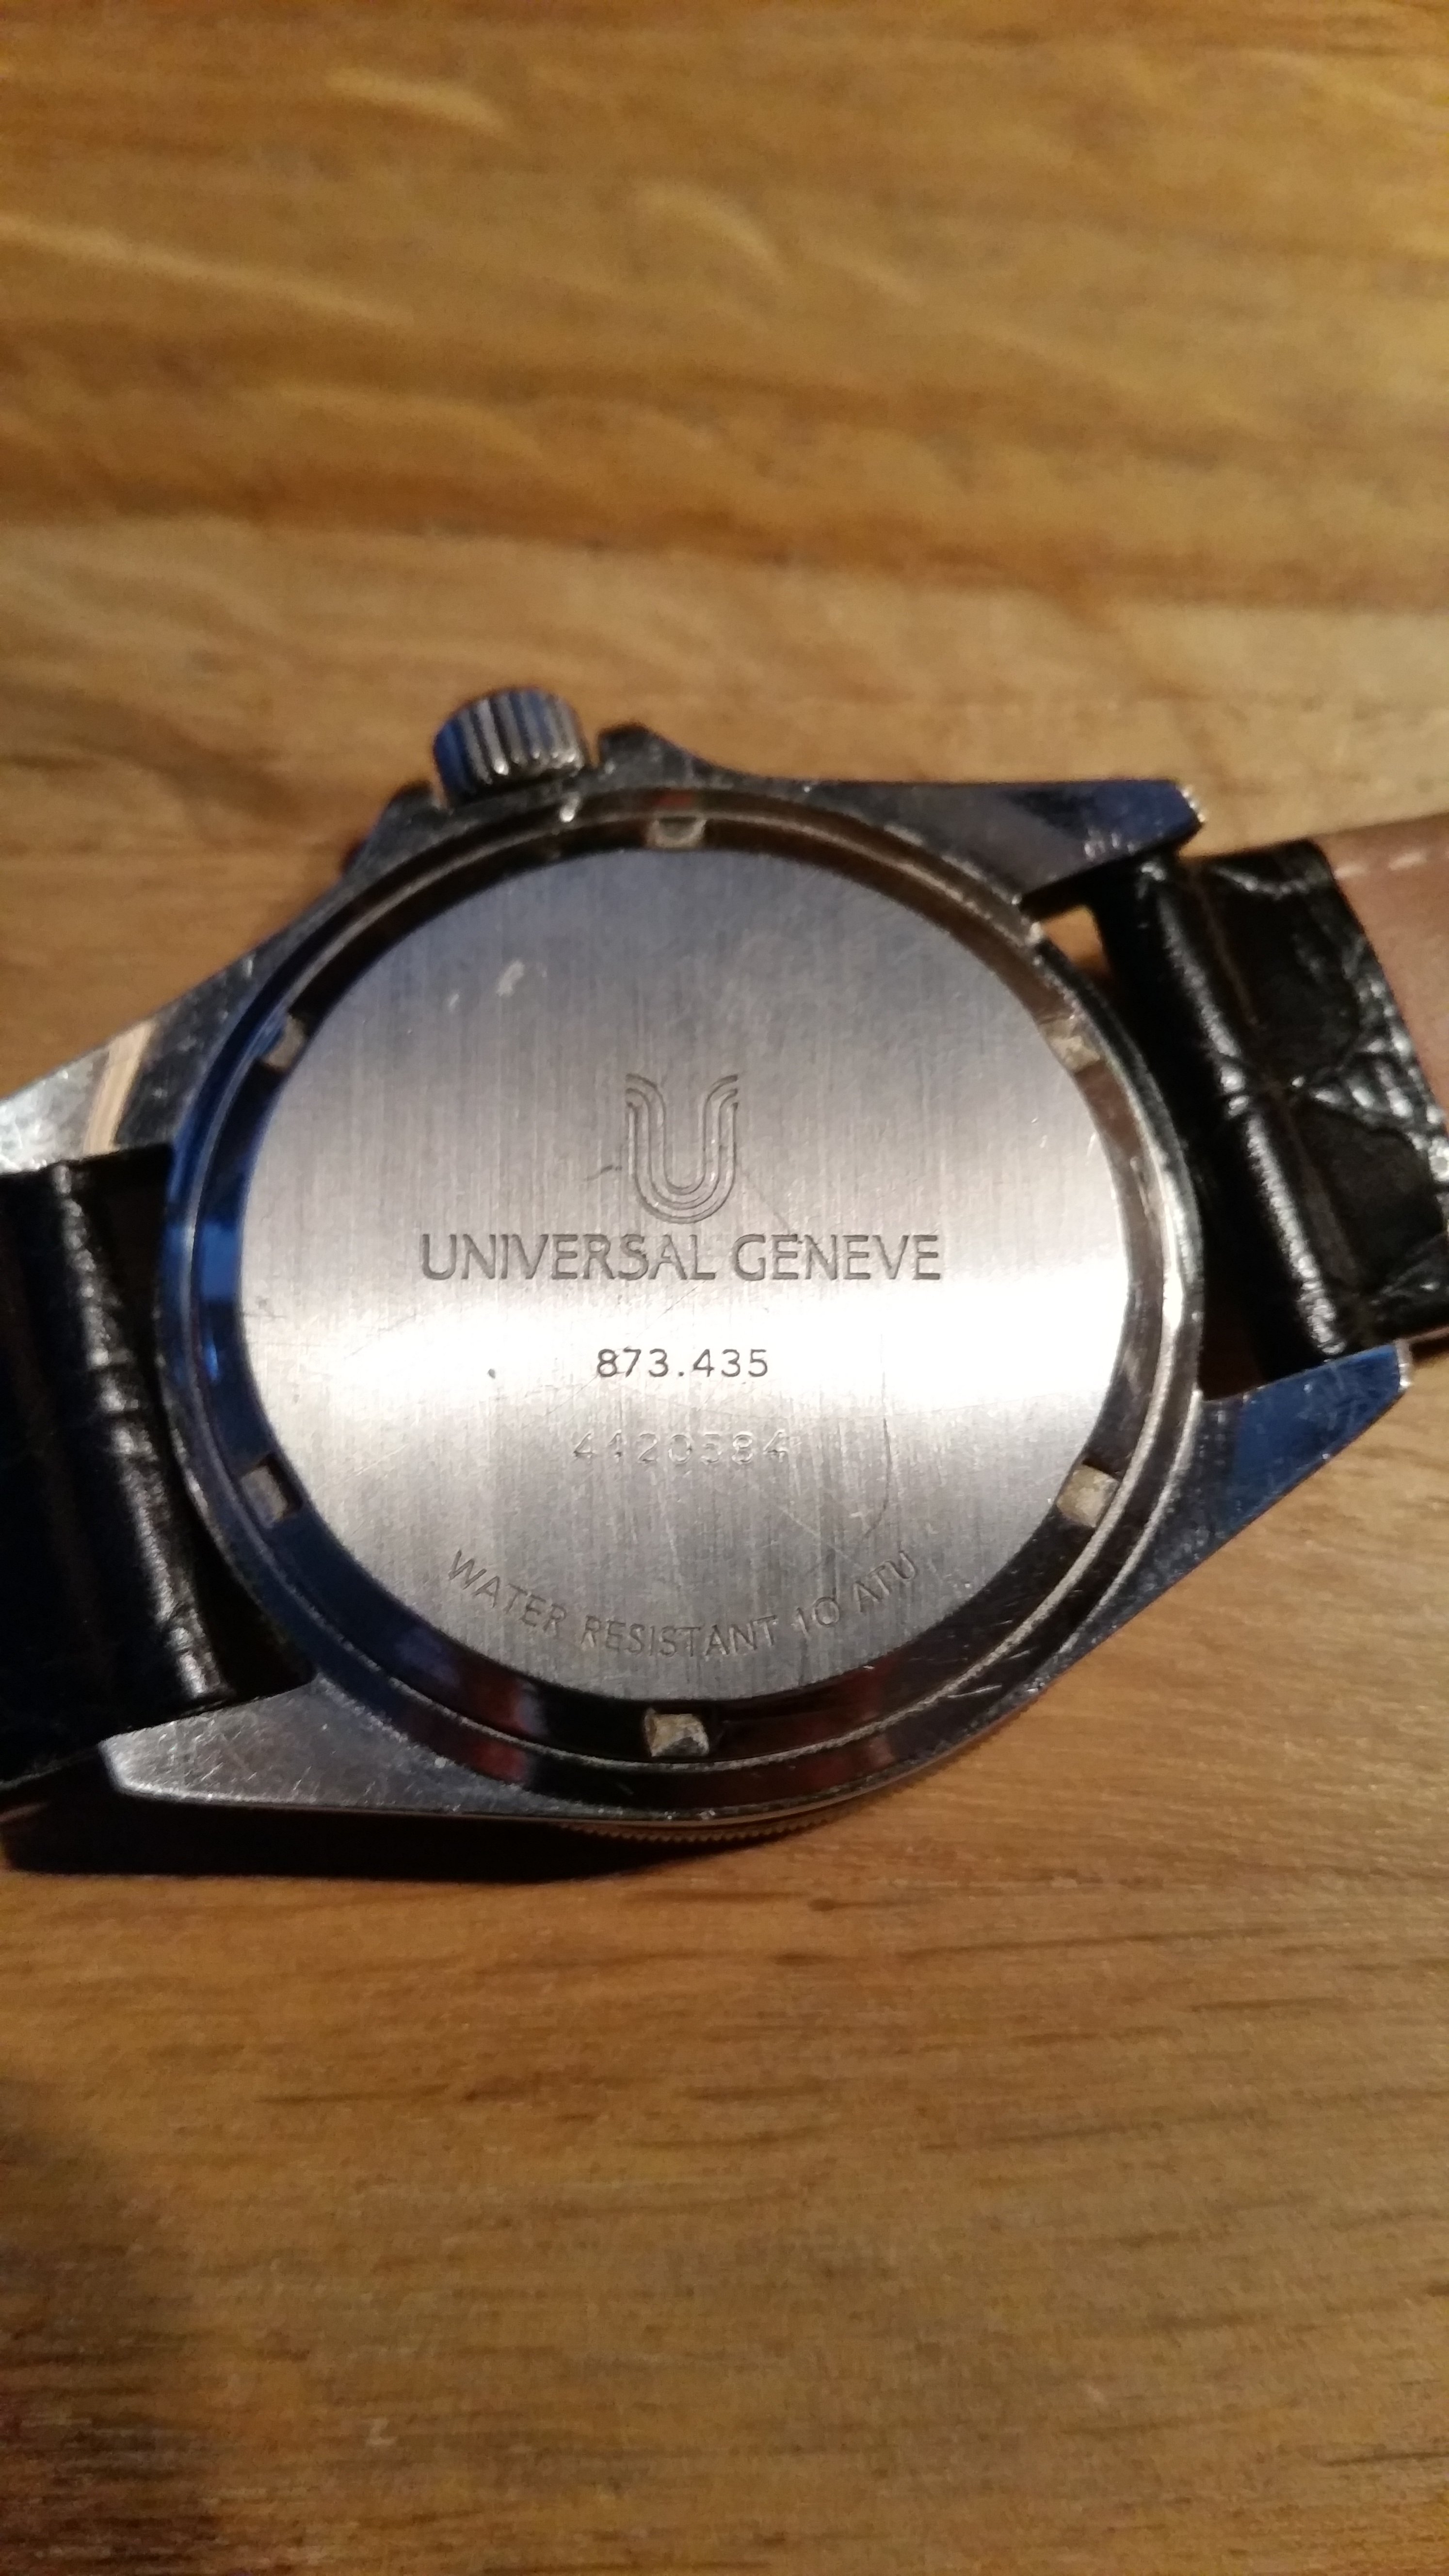 UNIVERSAL GENEVE
873.435
4420584
WATER RESISTANT 10 ATU